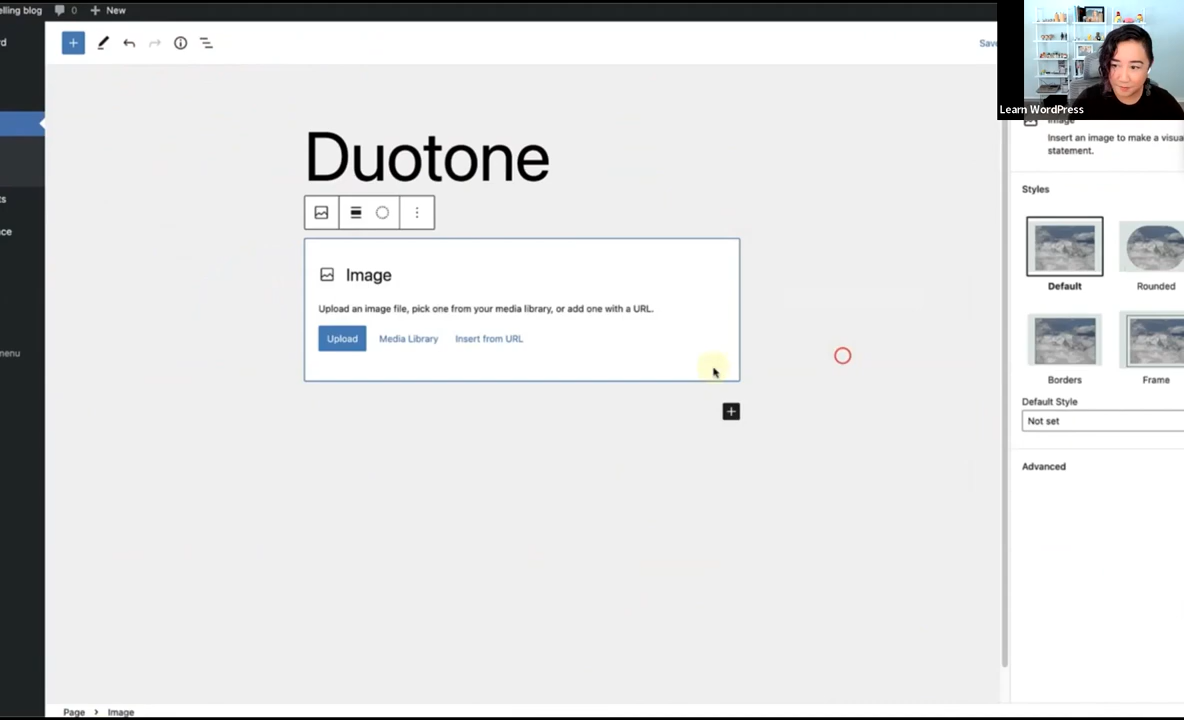 elling blog 0 New
Save
Learn WordPress
Image
Insert an image to make a visua
statement.
Duotone
Styles
Image
Upload an image file, pick one from your media library, or add one with a URL.
Upload Media Library Insert from URL
Default Rounded
Borders Frame
Default Style
Not set
Advanced
menu
Page > Image